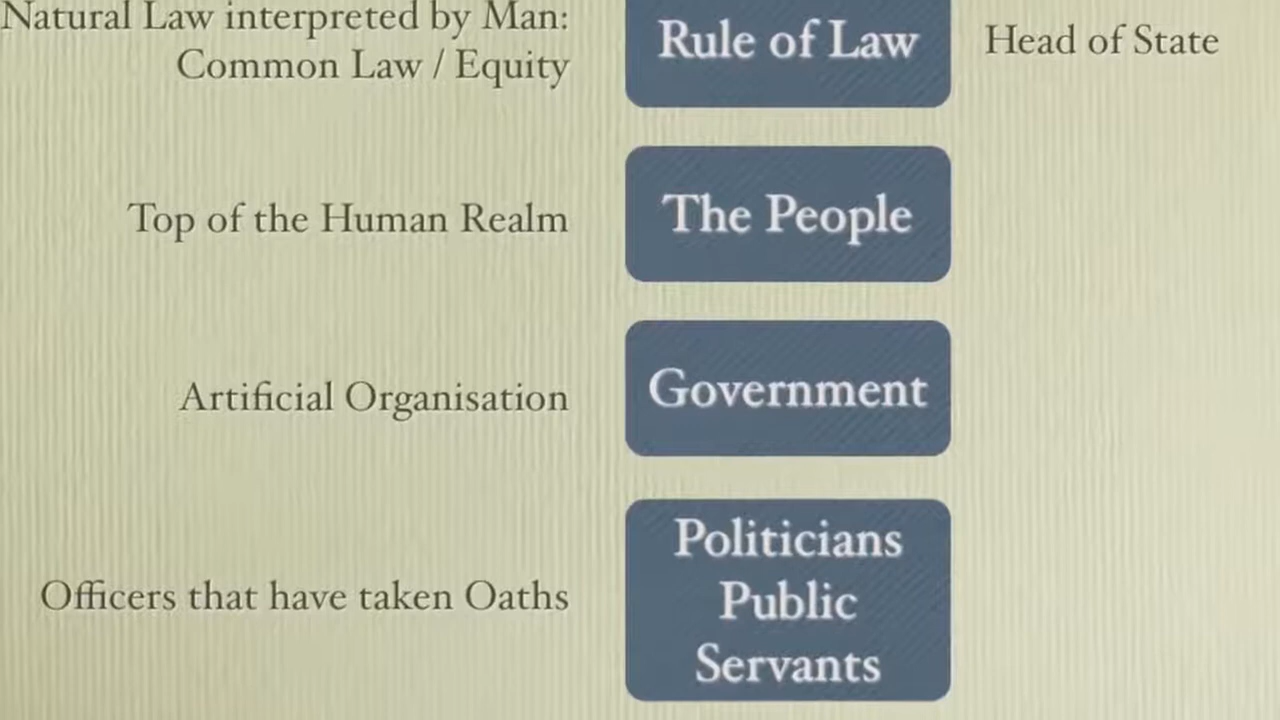 Natural Law interpreted by Man:
Common Law / Equity
Rule of Law
Head of State
Top of the Human Realm
The People
Artificial Organisation
Government
Officers that have taken Oaths
Politicians
Public
Servants